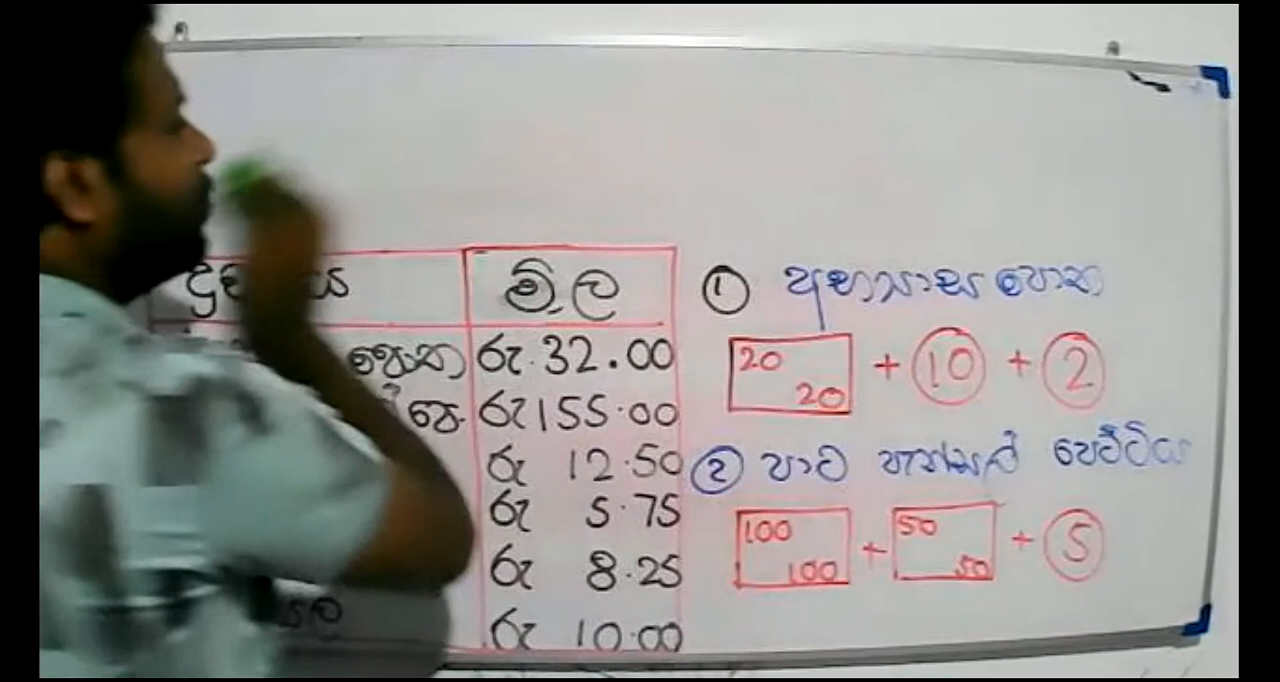 මිල
පොත රු. 32.00
රු 155.00
රු 12.50
රු 5.75
රු 8.25
රු 10.00
① අභ්‍යාස පොත
20 20 + 10 + 2
② පාට පැන්සල් පෙට්ටිය
100 100 + 50 50 + 5